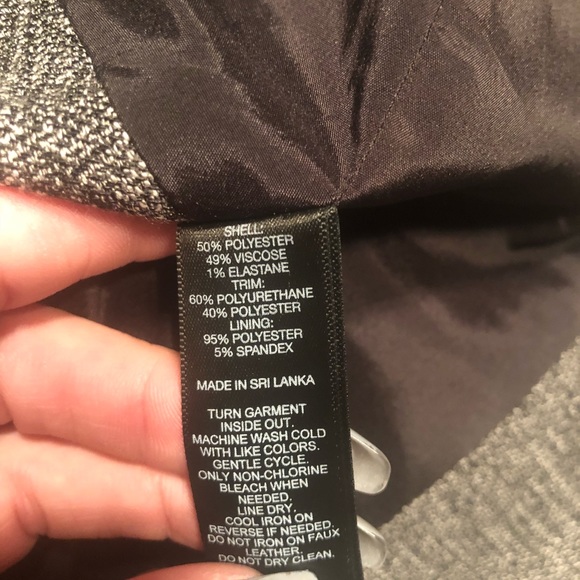 SHELL:
50% POLYESTER
49% VISCOSE
1% ELASTANE
TRIM:
60% POLYURETHANE
40% POLYESTER
LINING:
95% POLYESTER
5% SPANDEX
MADE IN SRI LANKA
TURN GARMENT
INSIDE OUT.
MACHINE WASH COLD
WITH LIKE COLORS.
GENTLE CYCLE.
ONLY NON-CHLORINE
BLEACH WHEN
NEEDED.
LINE DRY.
COOL IRON ON
REVERSE IF NEEDED.
DO NOT IRON ON FAUX
LEATHER.
DO NOT DRY CLEAN.